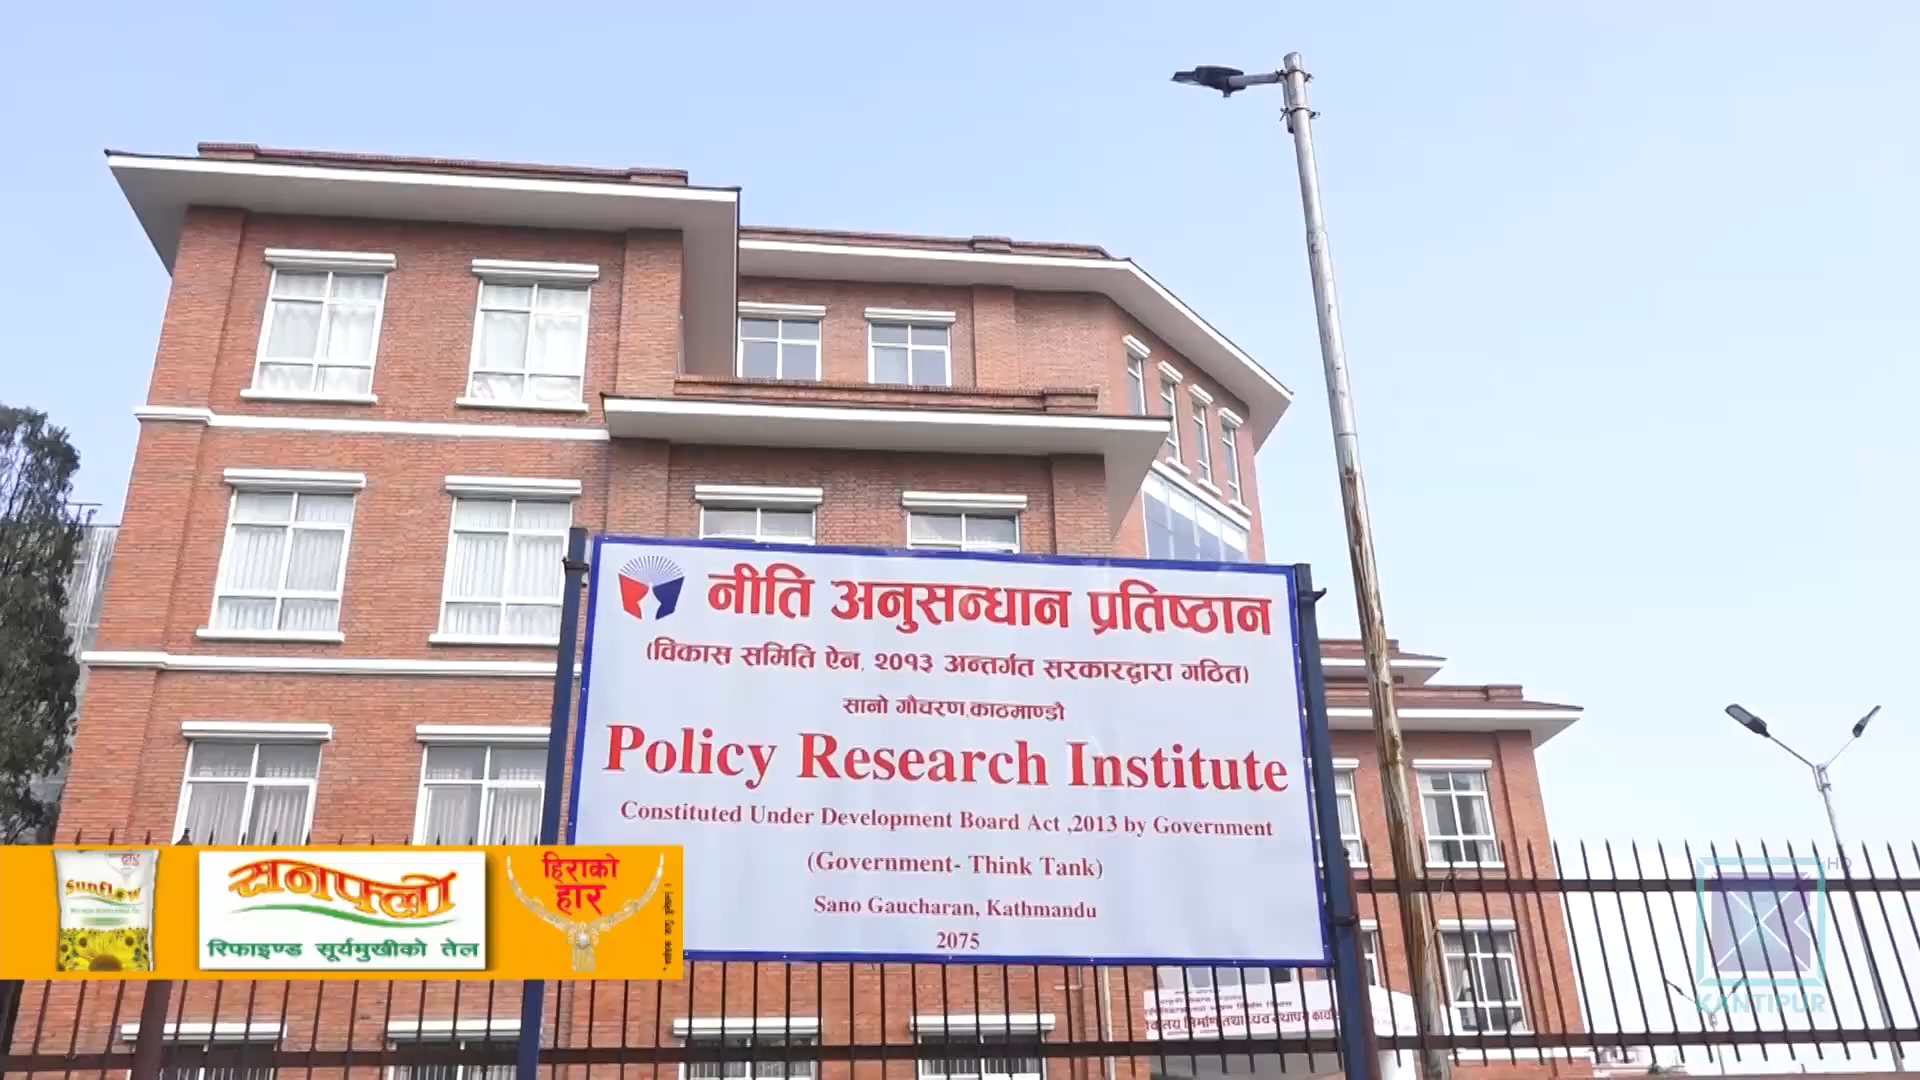 नीति अनुसन्धान प्रतिष्ठान
(विकास समिति ऐन, २०१३ अन्तर्गत सरकारद्वारा गठित)
सानो गौचरण,काठमाण्डौ
Policy Research Institute
Constituted Under Development Board Act ,2013 by Government
(Government- Think Tank)
Sano Gaucharan, Kathmandu
2075
Sunflow
सनफ्लो
रिफाइण्ड सूर्यमुखीको तेल
हिराको
हार
HD
KANTIPUR